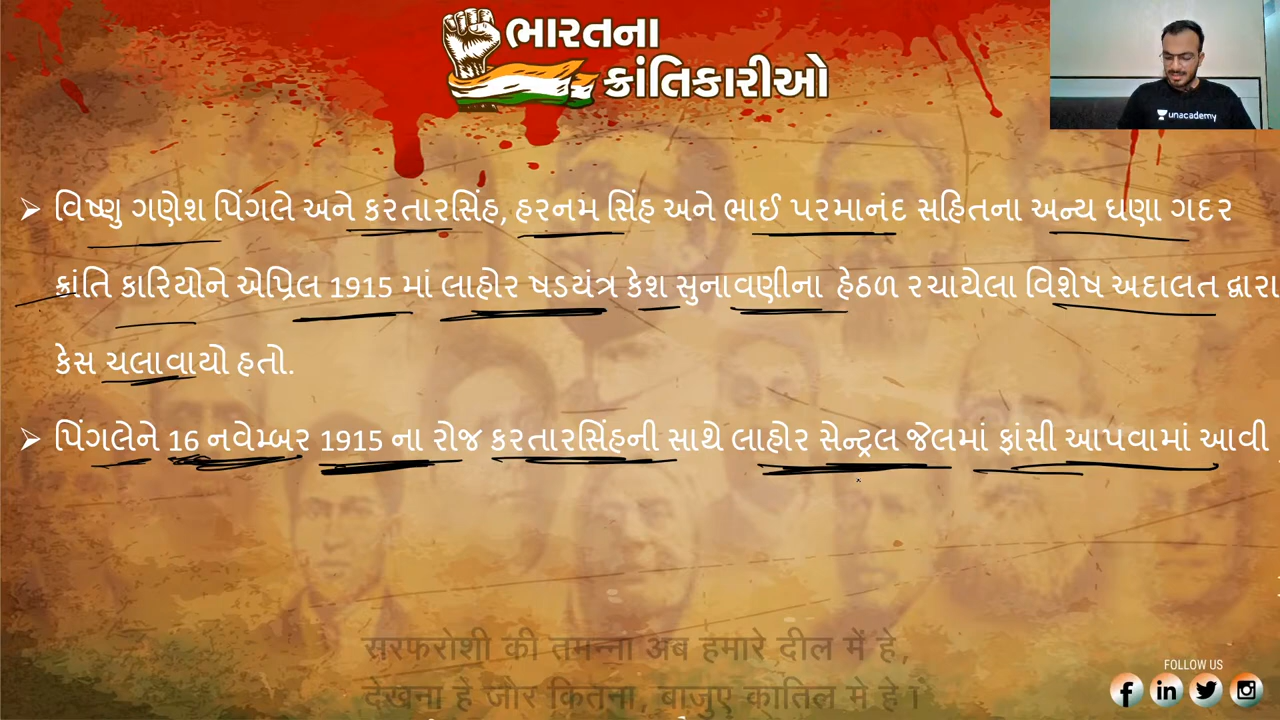 ભારતના
ક્રાંતિકારીઓ
unacademy
➢ વિષ્ણુ ગણેશ પિંગલે અને કરતારસિંહ, હરનમ સિંહ અને ભાઈ પરમાનંદ સહિતના અન્ય ઘણા ગદર
ક્રાંતિ કારિયોને એપ્રિલ 1915 માં લાહોર ષડયંત્ર કેશ સુનાવણીના હેઠળ રચાયેલા વિશેષ અદાલત દ્વારા
કેસ ચલાવાયો હતો.
➢ પિંગલેને 16 નવેમ્બર 1915 ના રોજ કરતારસિંહની સાથે લાહોર સેન્ટ્રલ જેલમાં ફાંસી આપવામાં આવી
सरफरोशी की तमन्ना अब हमारे दील में हे,
देखना हे जोर कितना, बाजुए कातिल मे हे ।
FOLLOW US